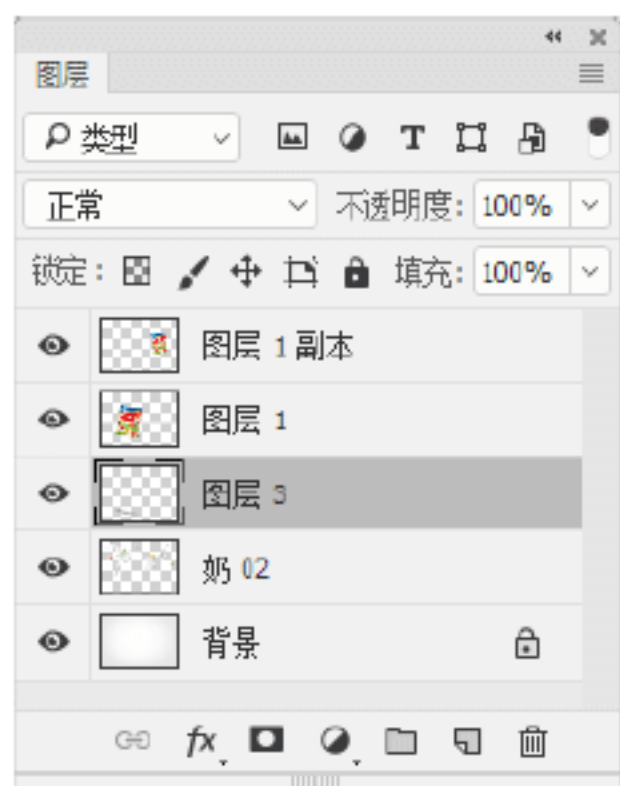 图层
类型 T
正常 不透明度: 100%
锁定: 填充: 100%
图层 1 副本
图层 1
图层 3
奶 02
背景
fx